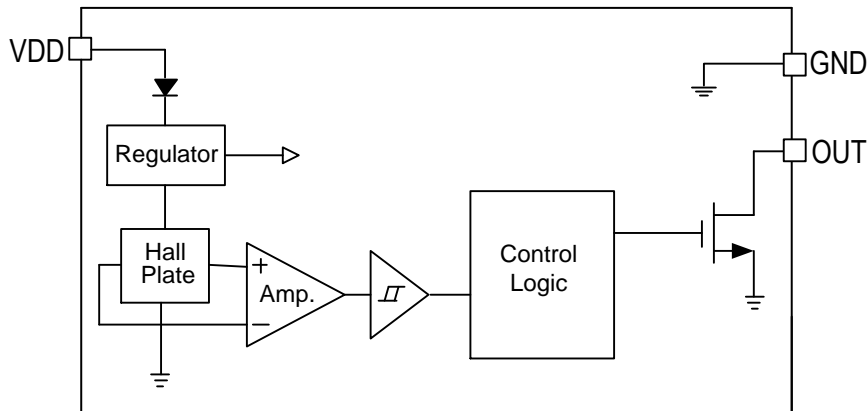 VDD
GND
Regulator
OUT
Hall
Plate
+
Amp.
−
Control
Logic